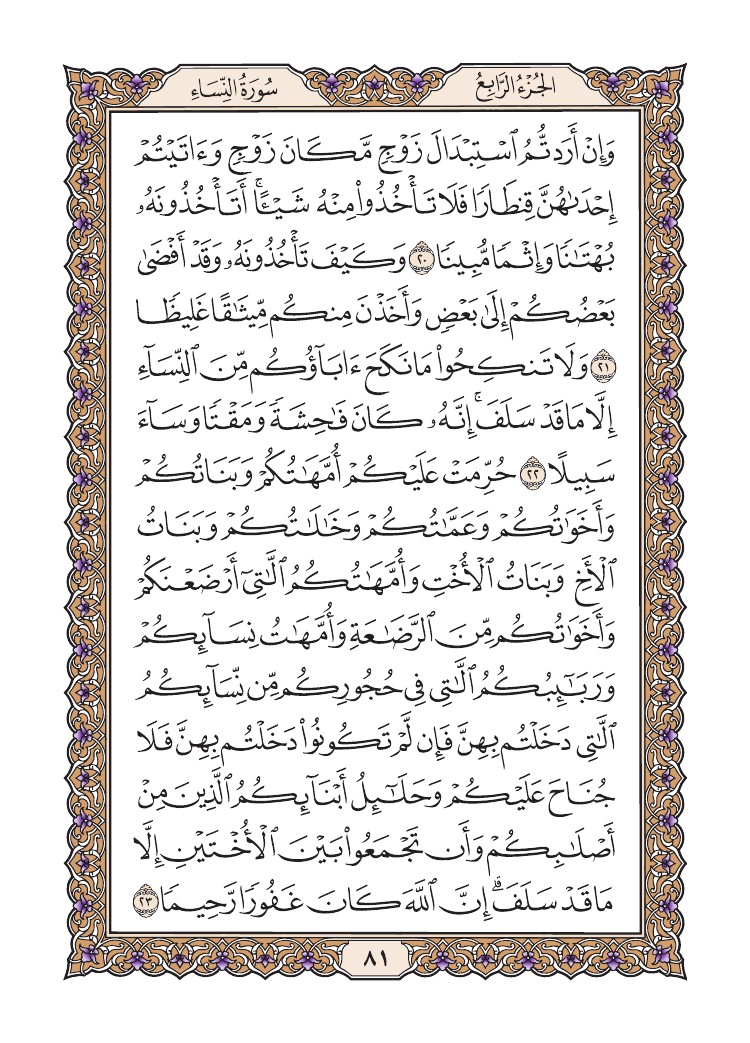 الجُزْءُ الرَّابِعُ
سُورَةُ النِّسَاءِ
وَإِنْ أَرَدتُّمُ ٱسْتِبْدَالَ زَوْجٍ مَّكَانَ زَوْجٍ وَءَاتَيْتُمْ
إِحْدَىٰهُنَّ قِنطَارًا فَلَا تَأْخُذُوا۟ مِنْهُ شَيْـًٔا ۚ أَتَأْخُذُونَهُۥ
بُهْتَـٰنًا وَإِثْمًا مُّبِينًا ٢٠ وَكَيْفَ تَأْخُذُونَهُۥ وَقَدْ أَفْضَىٰ
بَعْضُكُمْ إِلَىٰ بَعْضٍ وَأَخَذْنَ مِنكُم مِّيثَـٰقًا غَلِيظًا
٢١ وَلَا تَنكِحُوا۟ مَا نَكَحَ ءَابَآؤُكُم مِّنَ ٱلنِّسَآءِ
إِلَّا مَا قَدْ سَلَفَ ۚ إِنَّهُۥ كَانَ فَـٰحِشَةً وَمَقْتًا وَسَآءَ
سَبِيلًا ٢٢ حُرِّمَتْ عَلَيْكُمْ أُمَّهَـٰتُكُمْ وَبَنَاتُكُمْ
وَأَخَوَٰتُكُمْ وَعَمَّـٰتُكُمْ وَخَـٰلَـٰتُكُمْ وَبَنَاتُ
ٱلْأَخِ وَبَنَاتُ ٱلْأُخْتِ وَأُمَّهَـٰتُكُمُ ٱلَّـٰتِىٓ أَرْضَعْنَكُمْ
وَأَخَوَٰتُكُم مِّنَ ٱلرَّضَـٰعَةِ وَأُمَّهَـٰتُ نِسَآئِكُمْ
وَرَبَـٰٓئِبُكُمُ ٱلَّـٰتِى فِى حُجُورِكُم مِّن نِّسَآئِكُمُ
ٱلَّـٰتِى دَخَلْتُم بِهِنَّ فَإِن لَّمْ تَكُونُوا۟ دَخَلْتُم بِهِنَّ فَلَا
جُنَاحَ عَلَيْكُمْ وَحَلَـٰٓئِلُ أَبْنَآئِكُمُ ٱلَّذِينَ مِنْ
أَصْلَـٰبِكُمْ وَأَن تَجْمَعُوا۟ بَيْنَ ٱلْأُخْتَيْنِ إِلَّا
مَا قَدْ سَلَفَ ۗ إِنَّ ٱللَّهَ كَانَ غَفُورًا رَّحِيمًا ٢٣
٨١